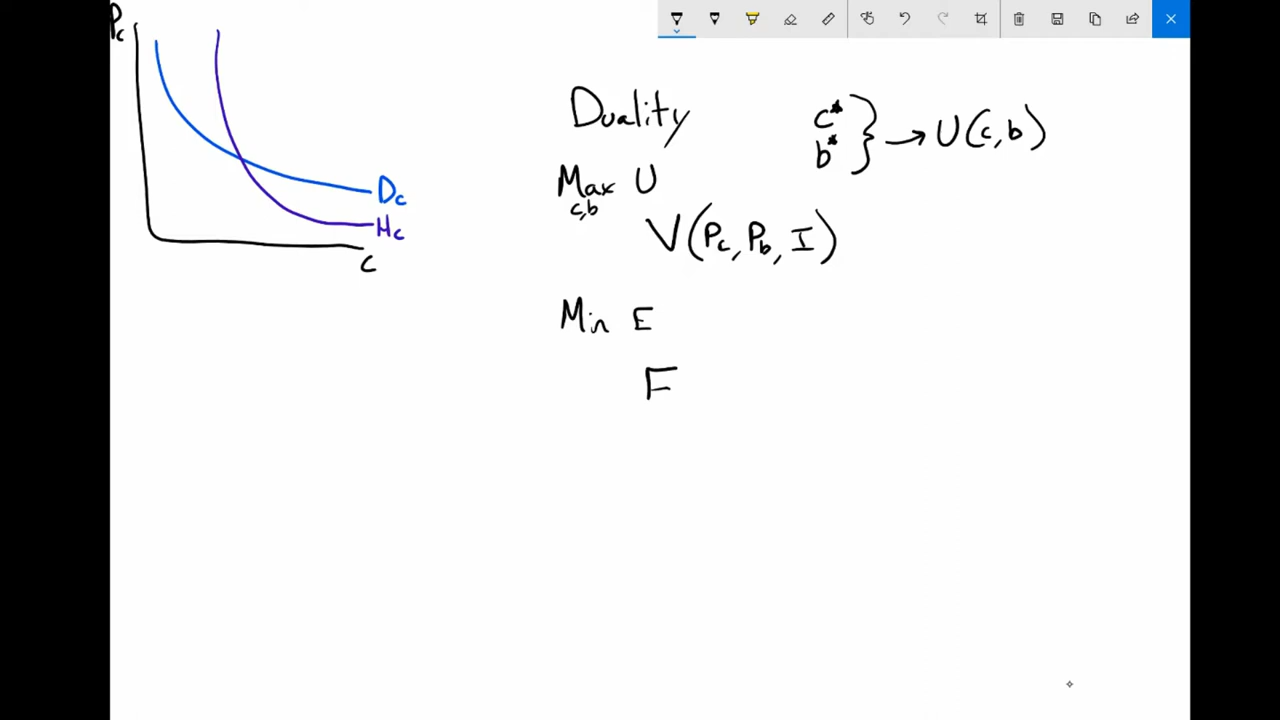 Pc
Dc
Hc
c
Duality
c*
b*
} → U(c,b)
Max U
c,b
V(Pc, Pb, I)
Min E
E